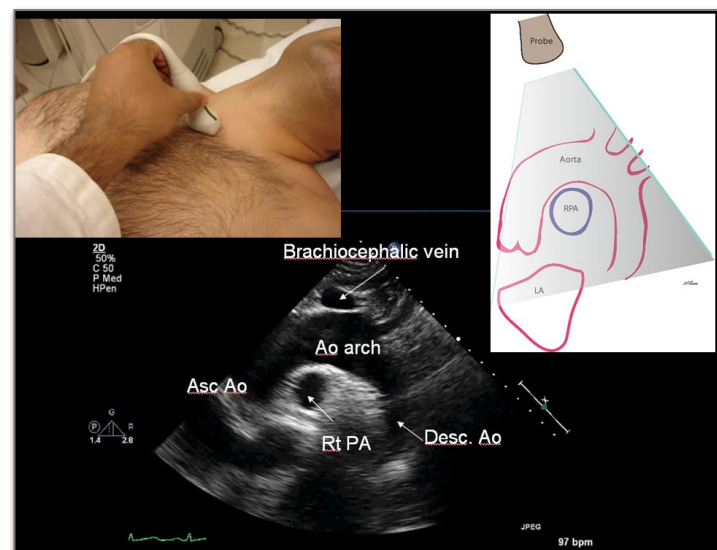 Probe
Aorta
RPA
LA
2D
50%
C 50
P Med
HPen
Brachiocephalic vein
Ao arch
Asc Ao
Rt PA
Desc. Ao
G
P R
1.4 2.8
x
JPEG
97 bpm